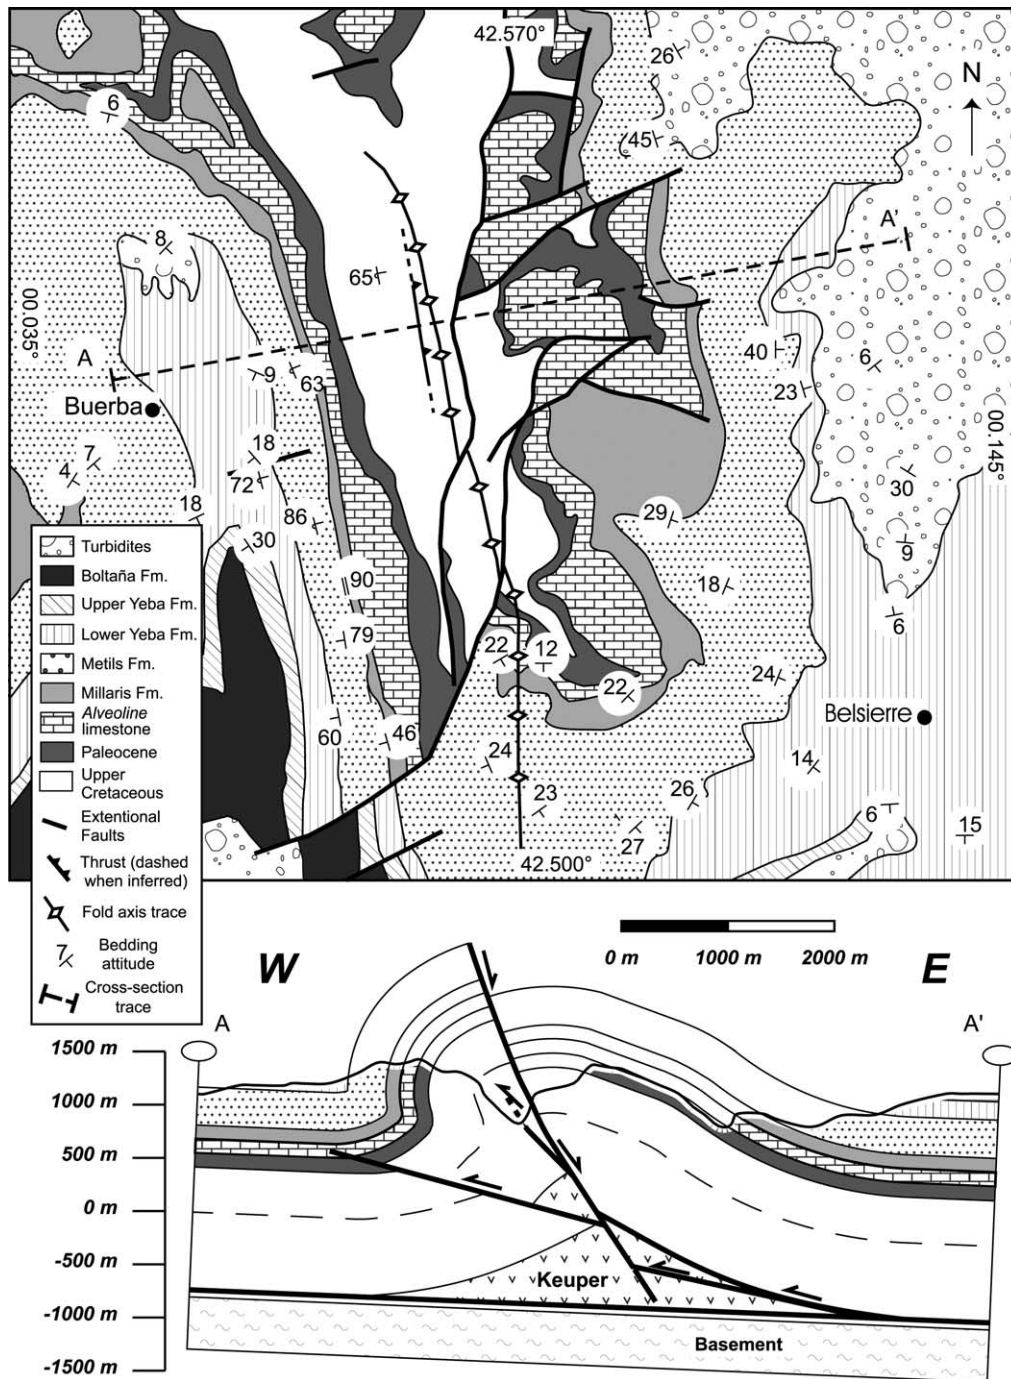 42.570°
26
N
6
45
A'
8
65
00.035°
40
6
A
9
63
23
Buerba
00.145°
18
7
4
72
30
18
86
29
9
30
90
18
6
79
22
12
24
22
Belsierre
60
46
24
14
23
26
6
15
27
42.500°
Turbidites
Boltaña Fm.
Upper Yeba Fm.
Lower Yeba Fm.
Metils Fm.
Millaris Fm.
Alveoline
limestone
Paleocene
Upper
Cretaceous
Extentional
Faults
Thrust (dashed
when inferred)
Fold axis trace
7
Bedding
attitude
Cross-section
trace
0 m 1000 m 2000 m
W
E
A
A'
1500 m
1000 m
500 m
0 m
-500 m
-1000 m
-1500 m
Keuper
Basement